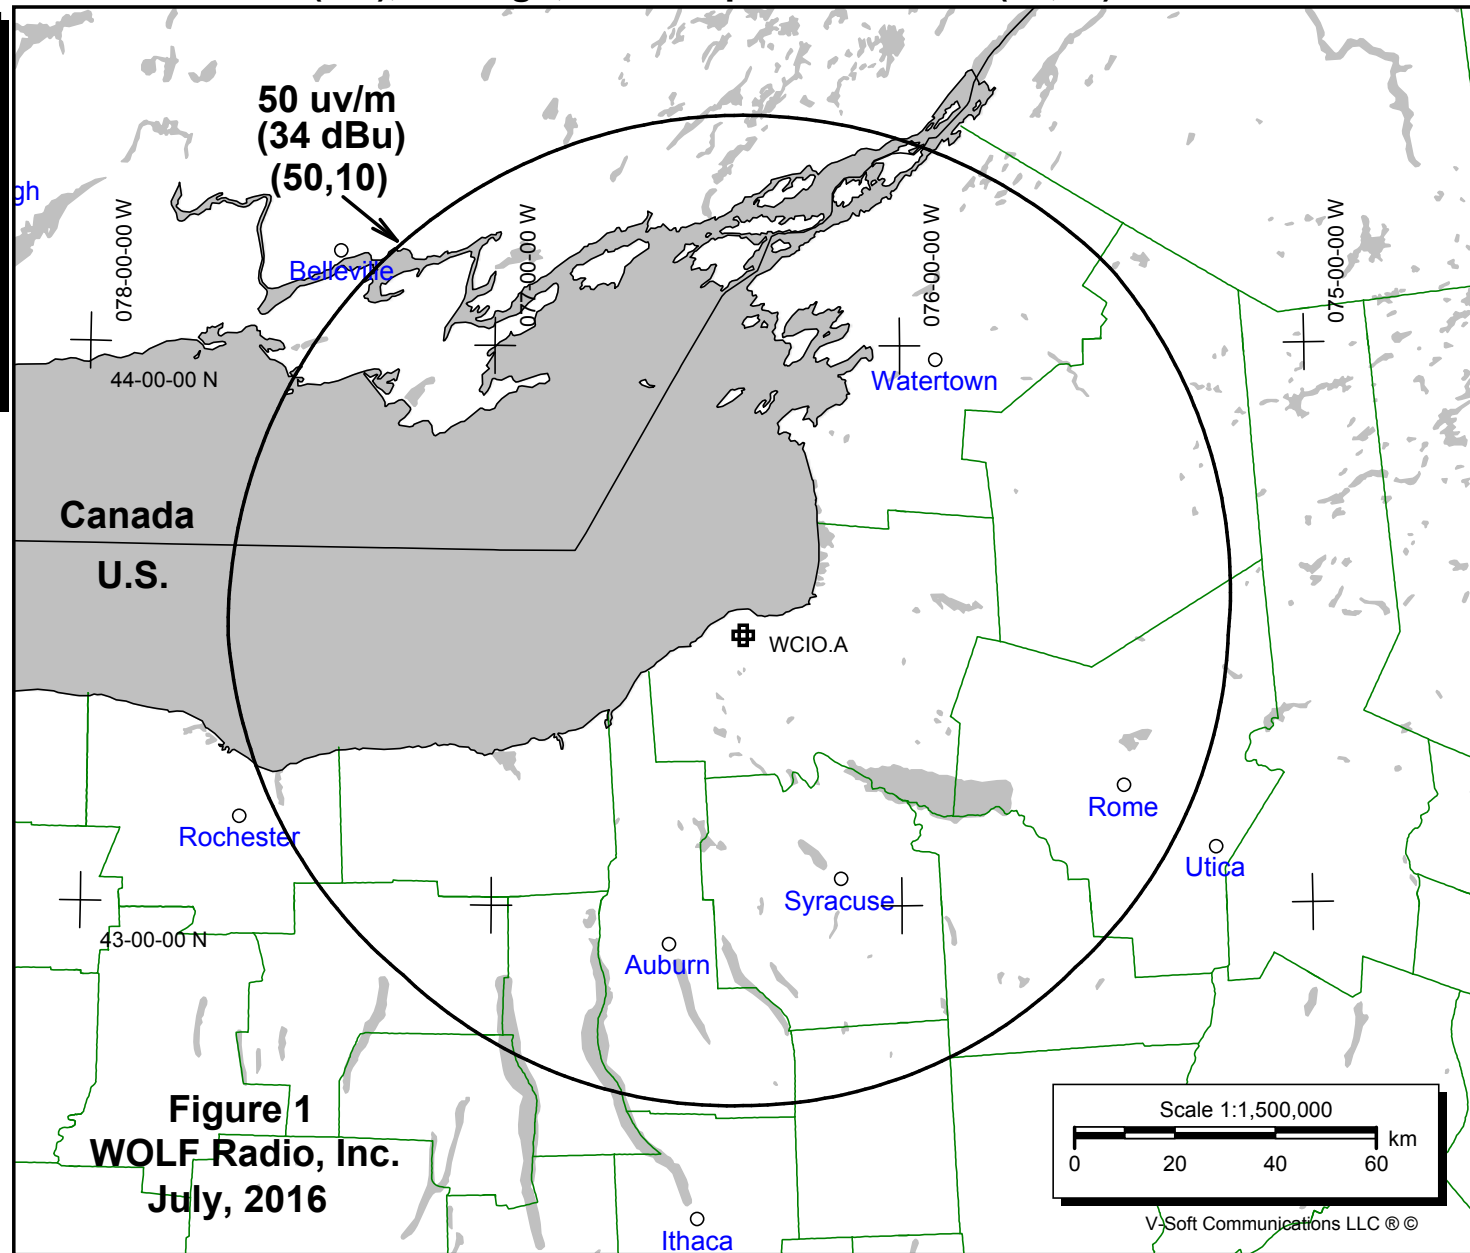 50 uv/m
(34 dBu)
(50,10)
gh
Belleville
078-00-00 W
077-00-00 W
076-00-00 W
075-00-00 W
44-00-00 N
Watertown
Canada
U.S.
WCIO.A
Rome
Rochester
Utica
Syracuse
43-00-00 N
Auburn
Figure 1
WOLF Radio, Inc.
July, 2016
Scale 1:1,500,000
km
0 20 40 60
V-Soft Communications LLC ® ©
Ithaca